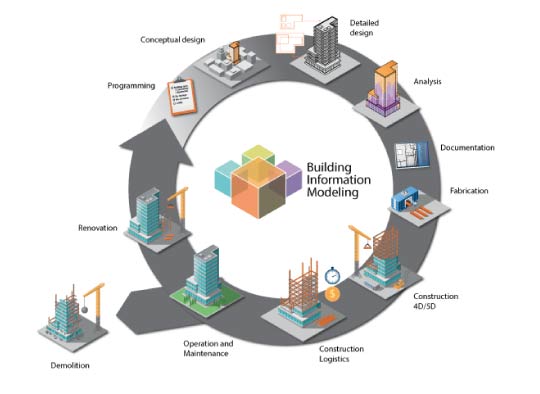 Conceptual design
Detailed
design
Programming
Analysis
Documentation
Building
Information
Modeling
Fabrication
Renovation
Construction
4D/5D
Operation and
Maintenance
Construction
Logistics
Demolition
$